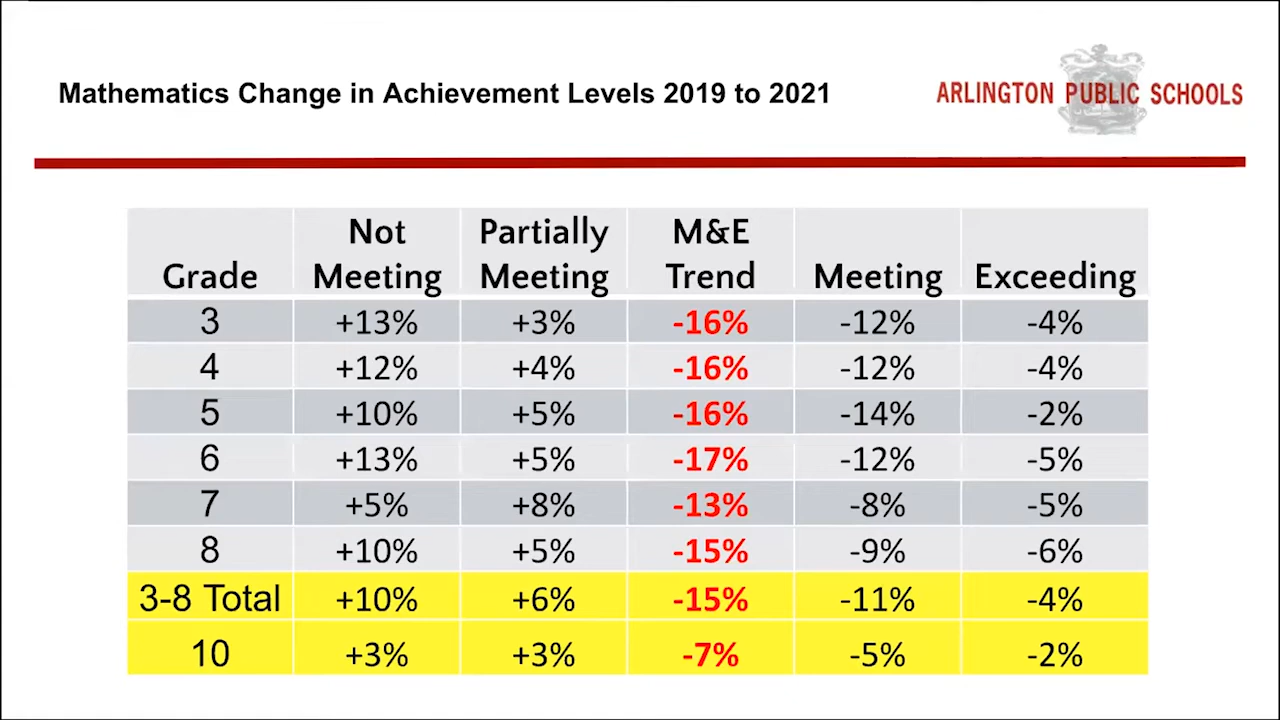 Mathematics Change in Achievement Levels 2019 to 2021
ARLINGTON PUBLIC SCHOOLS
Grade Not Meeting Partially Meeting M&E Trend Meeting Exceeding
3 +13% +3% -16% -12% -4%
4 +12% +4% -16% -12% -4%
5 +10% +5% -16% -14% -2%
6 +13% +5% -17% -12% -5%
7 +5% +8% -13% -8% -5%
8 +10% +5% -15% -9% -6%
3-8 Total +10% +6% -15% -11% -4%
10 +3% +3% -7% -5% -2%